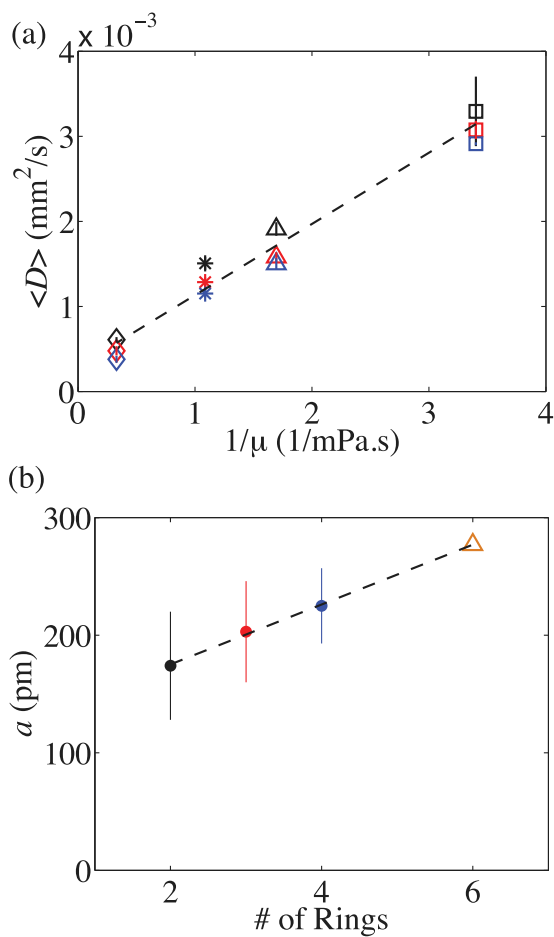 (a)
4 × 10⁻³
3
2
1
0
<D> (mm²/s)
0 1 2 3 4
1/μ (1/mPa.s)
(b)
300
200
100
0
a (pm)
2 4 6
# of Rings